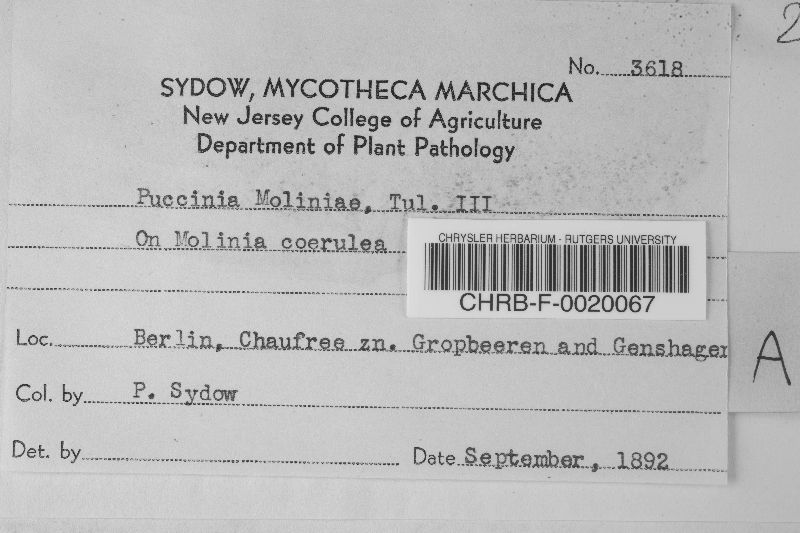 2
No. 3618
SYDOW, MYCOTHECA MARCHICA
New Jersey College of Agriculture
Department of Plant Pathology
Puccinia Moliniae, Tul. III
On Molinia coerulea
CHRYSLER HERBARIUM - RUTGERS UNIVERSITY
CHRB-F-0020067
Loc. Berlin, Chaufree zn. Gropbeeren and Genshagen
A
Col. by P. Sydow
Det. by
Date September, 1892